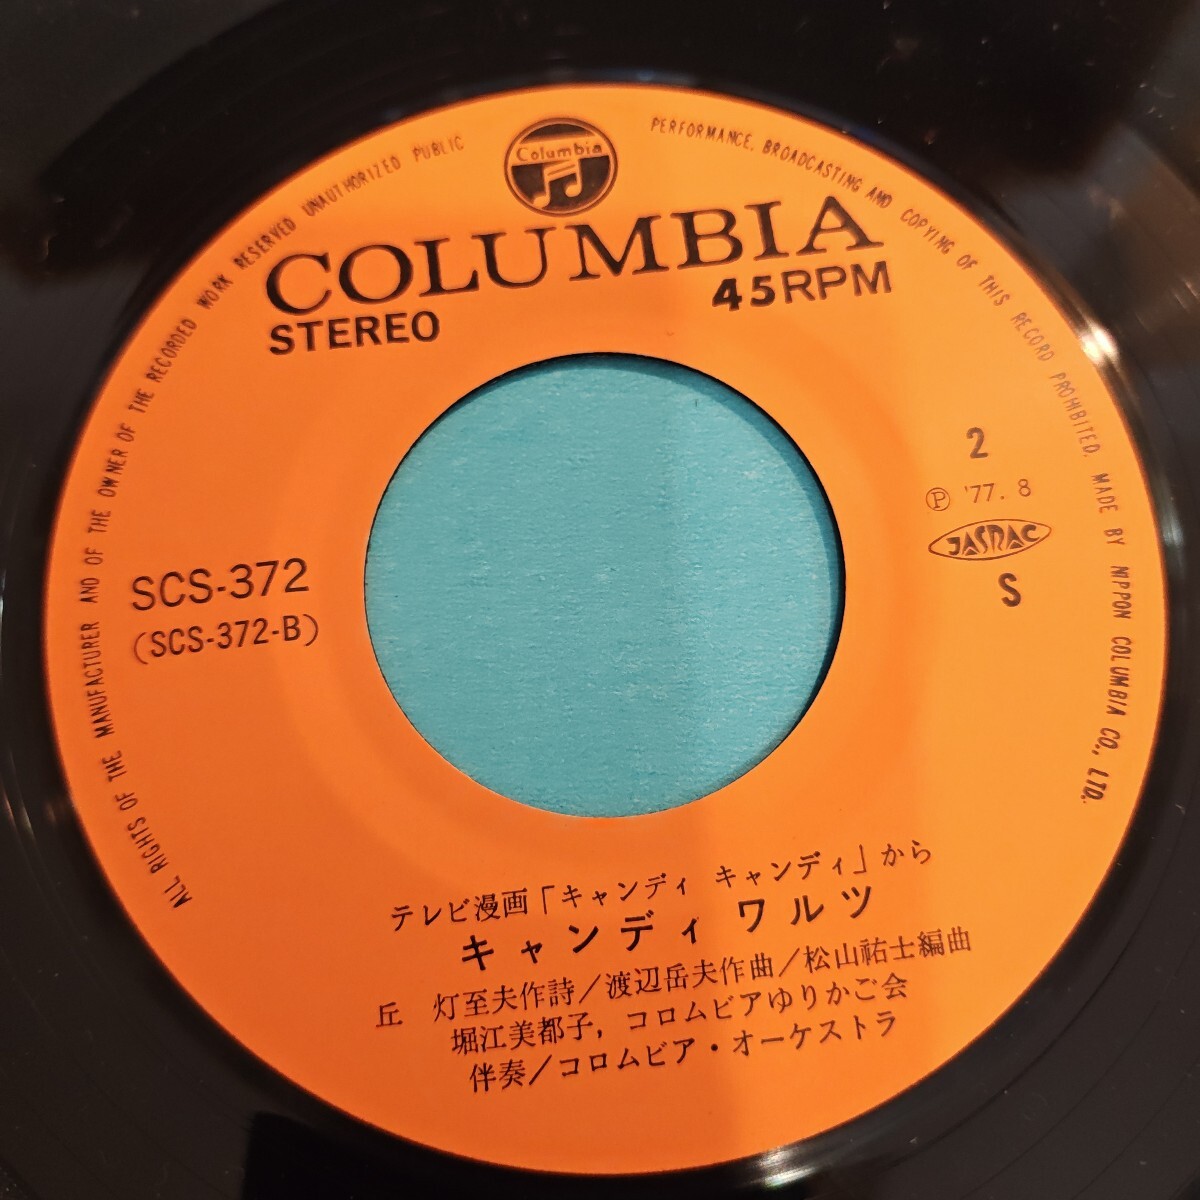 Columbia
COLUMBIA
STEREO
45RPM
ALL RIGHTS OF THE MANUFACTURER AND OF THE OWNER OF THE RECORDED WORK RESERVED UNAUTHORIZED PUBLIC PERFORMANCE, BROADCASTING AND COPYING OF THIS RECORD PROHIBITED. MADE BY NIPPON COLUMBIA CO., LTD.
2
Ⓟ '77. 8
JASRAC
S
SCS-372
(SCS-372-B)
テレビ漫画「キャンディ キャンディ」から
キャンディ ワルツ
丘 灯至夫作詩/渡辺岳夫作曲/松山祐士編曲
堀江美都子, コロムビアゆりかご会
伴奏/コロムビア・オーケストラ